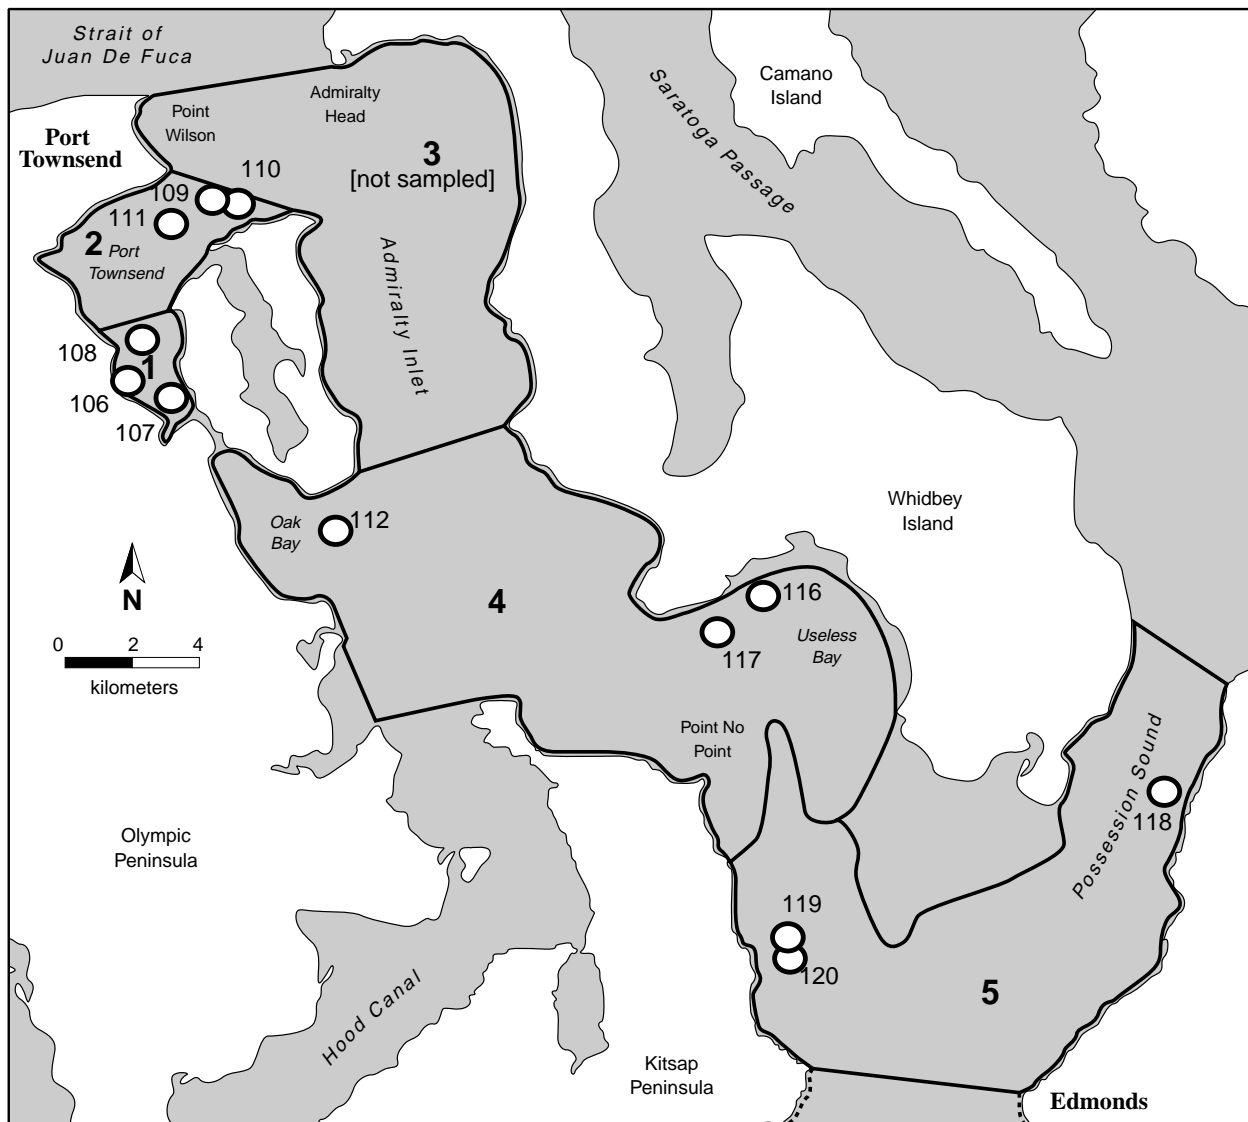 Strait of
Juan De Fuca
Camano
Island
Saratoga Passage
Admiralty
Head
Point
Wilson
Port
Townsend
3
[not sampled]
110
109
111
2
Port
Townsend
Admiralty Inlet
108
1
106
107
Whidbey
Island
Oak
Bay
112
N
0 2 4
kilometers
4
116
117
Useless
Bay
Point No
Point
Possession Sound
118
Olympic
Peninsula
119
120
5
Hood Canal
Kitsap
Peninsula
Edmonds